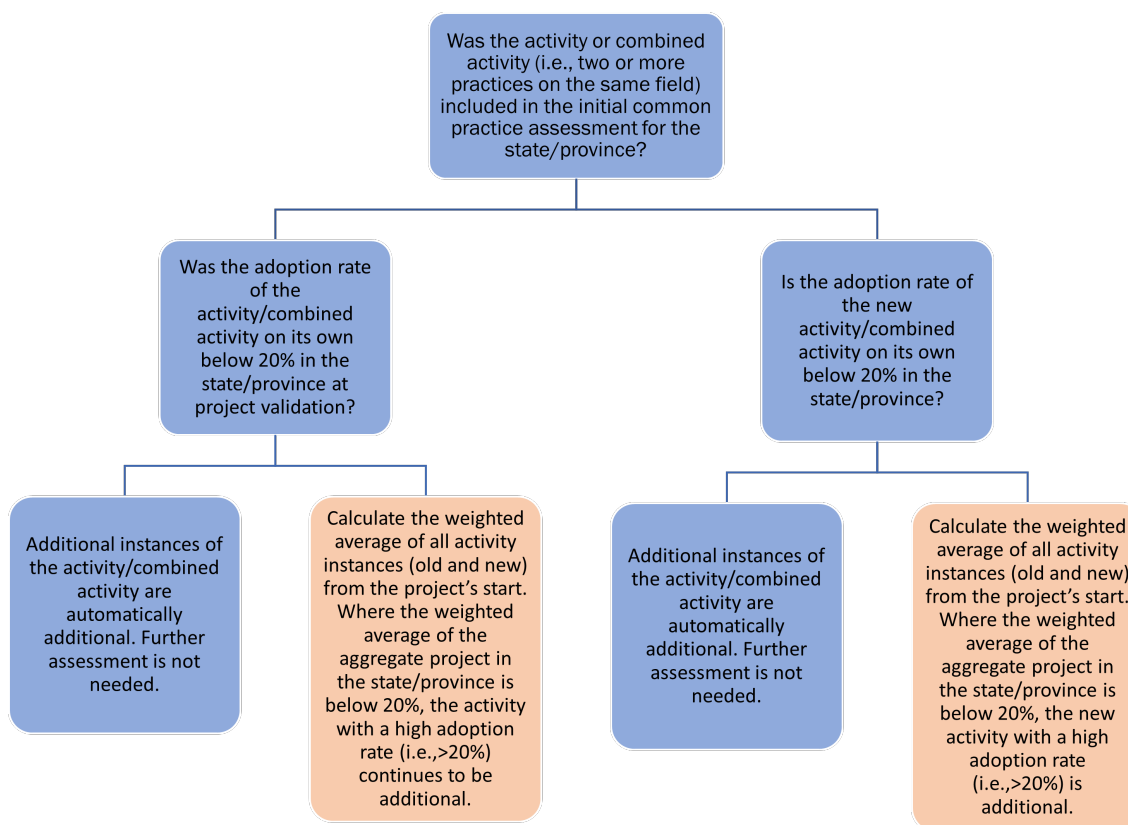 Was the activity or combined
activity (i.e., two or more
practices on the same field)
included in the initial common
practice assessment for the
state/province?
Was the adoption rate
of the
activity/combined
activity on its own
below 20% in the
state/province at
project validation?
Is the adoption rate of
the new
activity/combined
activity on its own
below 20% in the
state/province?
Additional instances of
the activity/combined
activity are
automatically
additional. Further
assessment is not
needed.
Calculate the weighted
average of all activity
instances (old and new)
from the project’s start.
Where the weighted
average of the
aggregate project in
the state/province is
below 20%, the activity
with a high adoption
rate (i.e.,>20%)
continues to be
additional.
Additional instances of
the activity/combined
activity are
automatically
additional. Further
assessment is not
needed.
Calculate the weighted
average of all activity
instances (old and new)
from the project’s start.
Where the weighted
average of the
aggregate project in
the state/province is
below 20%, the new
activity with a high
adoption rate
(i.e.,>20%) is
additional.